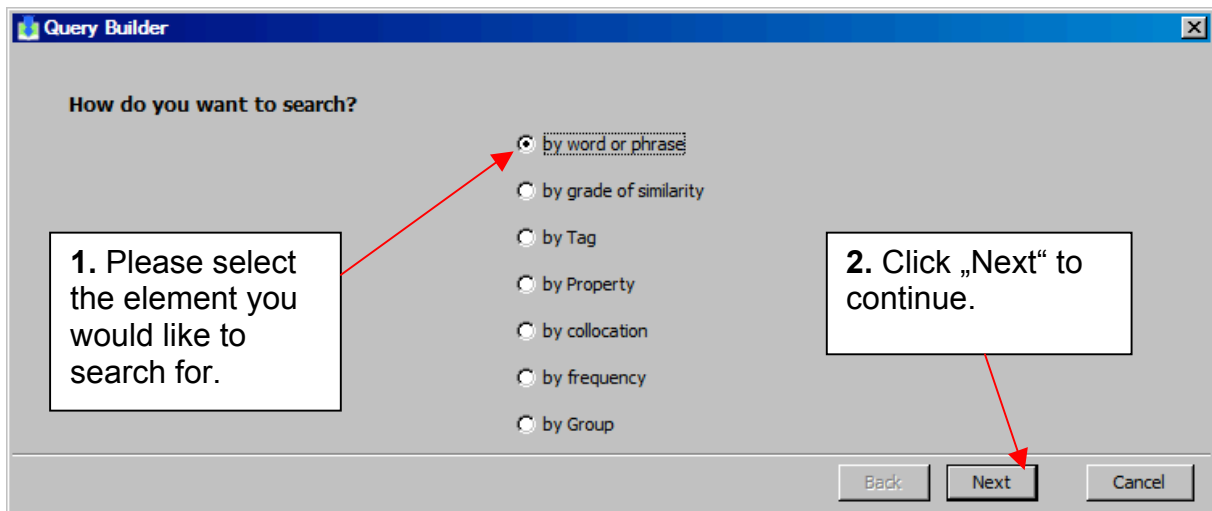 Query Builder
How do you want to search?
by word or phrase
by grade of similarity
by Tag
by Property
by collocation
by frequency
by Group
1. Please select
the element you
would like to
search for.
2. Click „Next“ to
continue.
Back
Next
Cancel